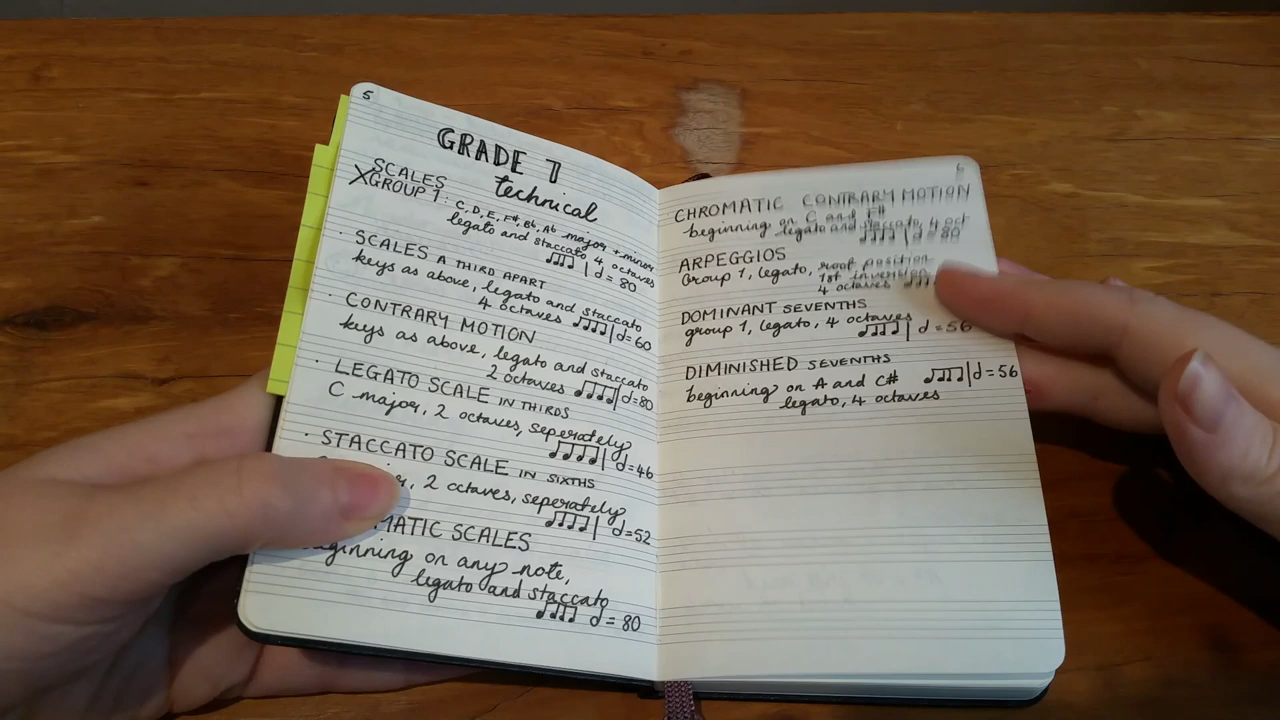 5
GRADE 7
technical
SCALES
XGROUP 1: C, D, E, F#, Bb, Ab major + minor
legato and staccato, 4 octaves
♩ = 80
· SCALES A THIRD APART
keys as above, legato and staccato
4 octaves | d=60
· CONTRARY MOTION
keys as above, legato and staccato
2 octaves | d=80
· LEGATO SCALE IN THIRDS
C major, 2 octaves, seperately
| d=46
· STACCATO SCALE IN SIXTHS
2 octaves, seperately
| d=52
MATIC SCALES
beginning on any note,
legato and staccato
d = 80
6
CHROMATIC CONTRARY MOTION
beginning on C and F#
legato and staccato, 4 oct
| d=80
ARPEGGIOS
Group 1, legato, root position
1st inversion
4 octaves
DOMINANT SEVENTHS
group 1, legato, 4 octaves
| d=56
DIMINISHED SEVENTHS
beginning on A and C# | d=56
legato, 4 octaves